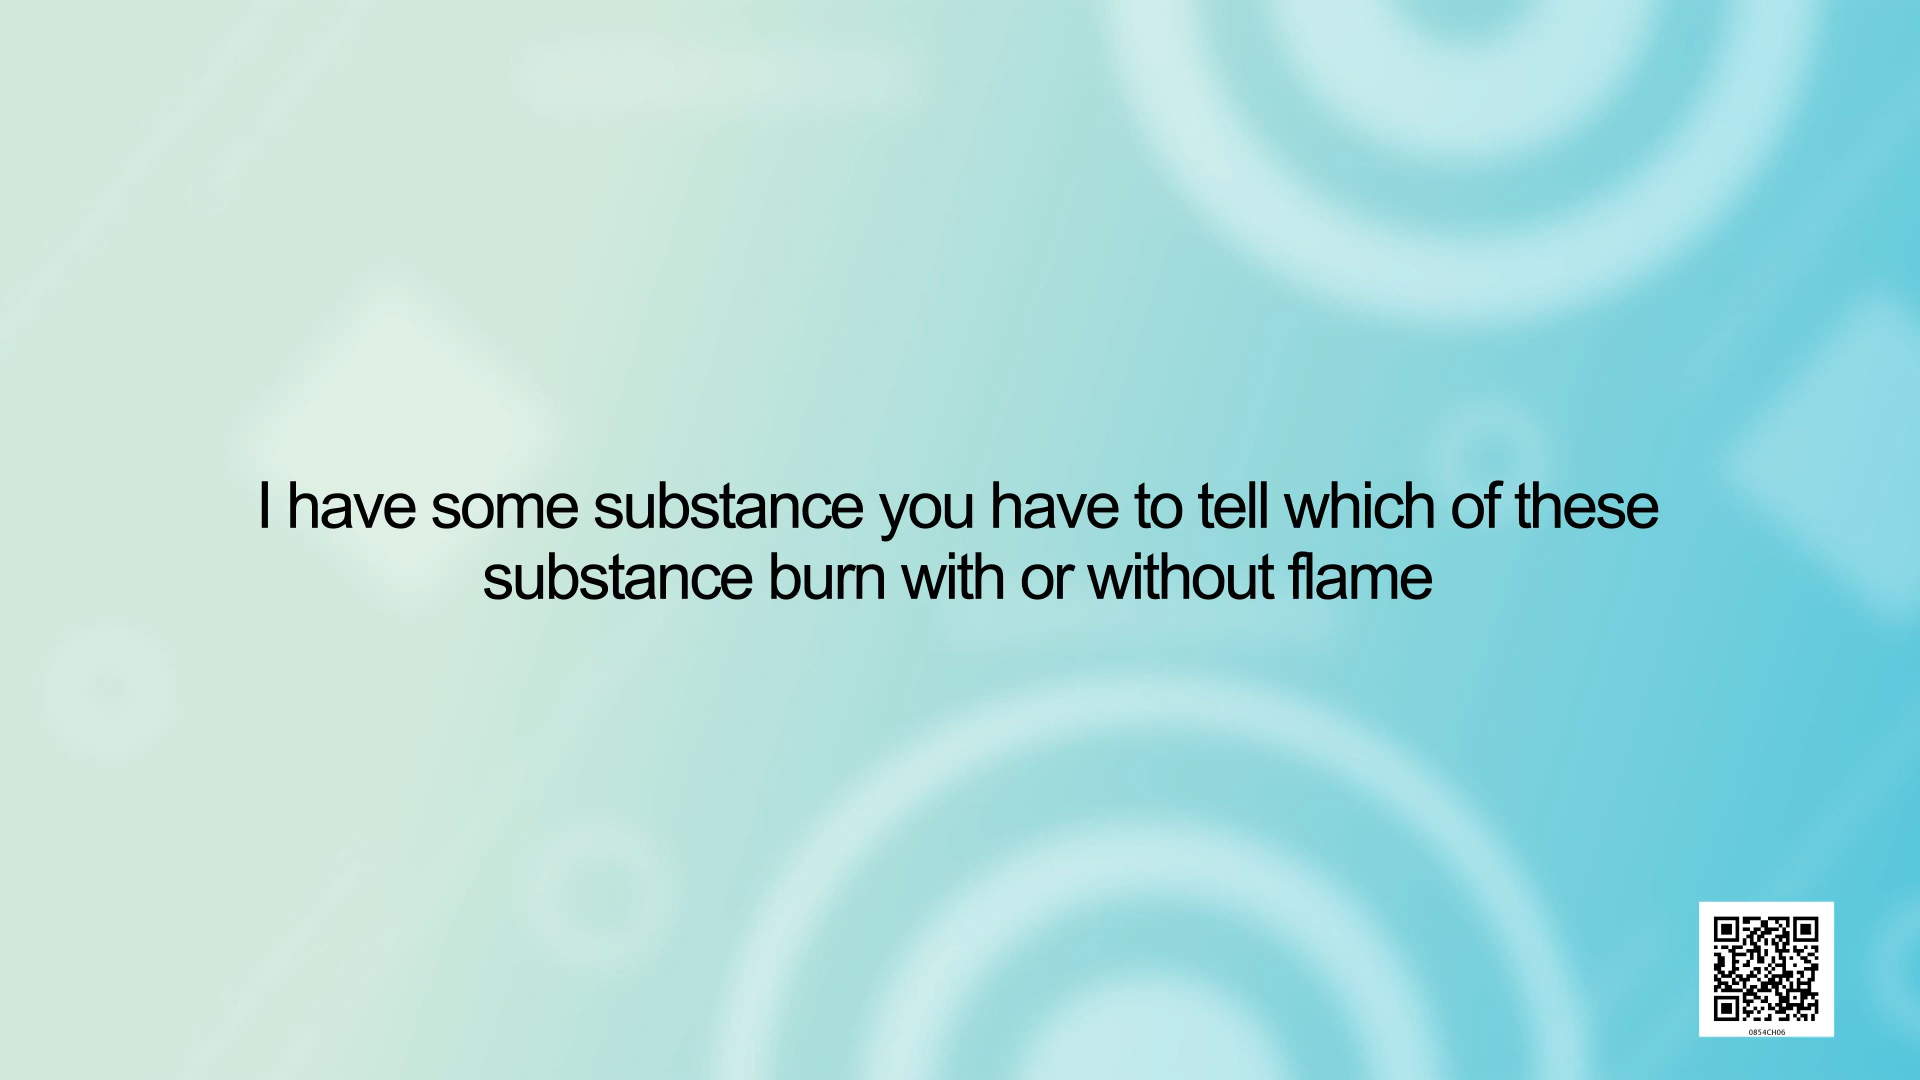 I have some substance you have to tell which of these
substance burn with or without flame
0854CH06